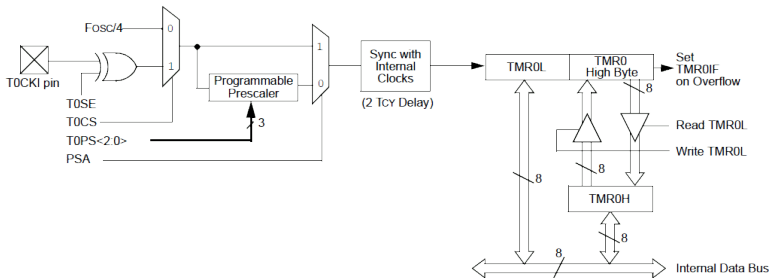 FOSC/4
0
1
T0CKI pin
T0SE
T0CS
T0PS<2:0>
PSA
Programmable
Prescaler
3
1
0
Sync with
Internal
Clocks
(2 TCY Delay)
TMR0L
TMR0
High Byte
Set
TMR0IF
on Overflow
8
Read TMR0L
Write TMR0L
8
8
TMR0H
8
8
Internal Data Bus